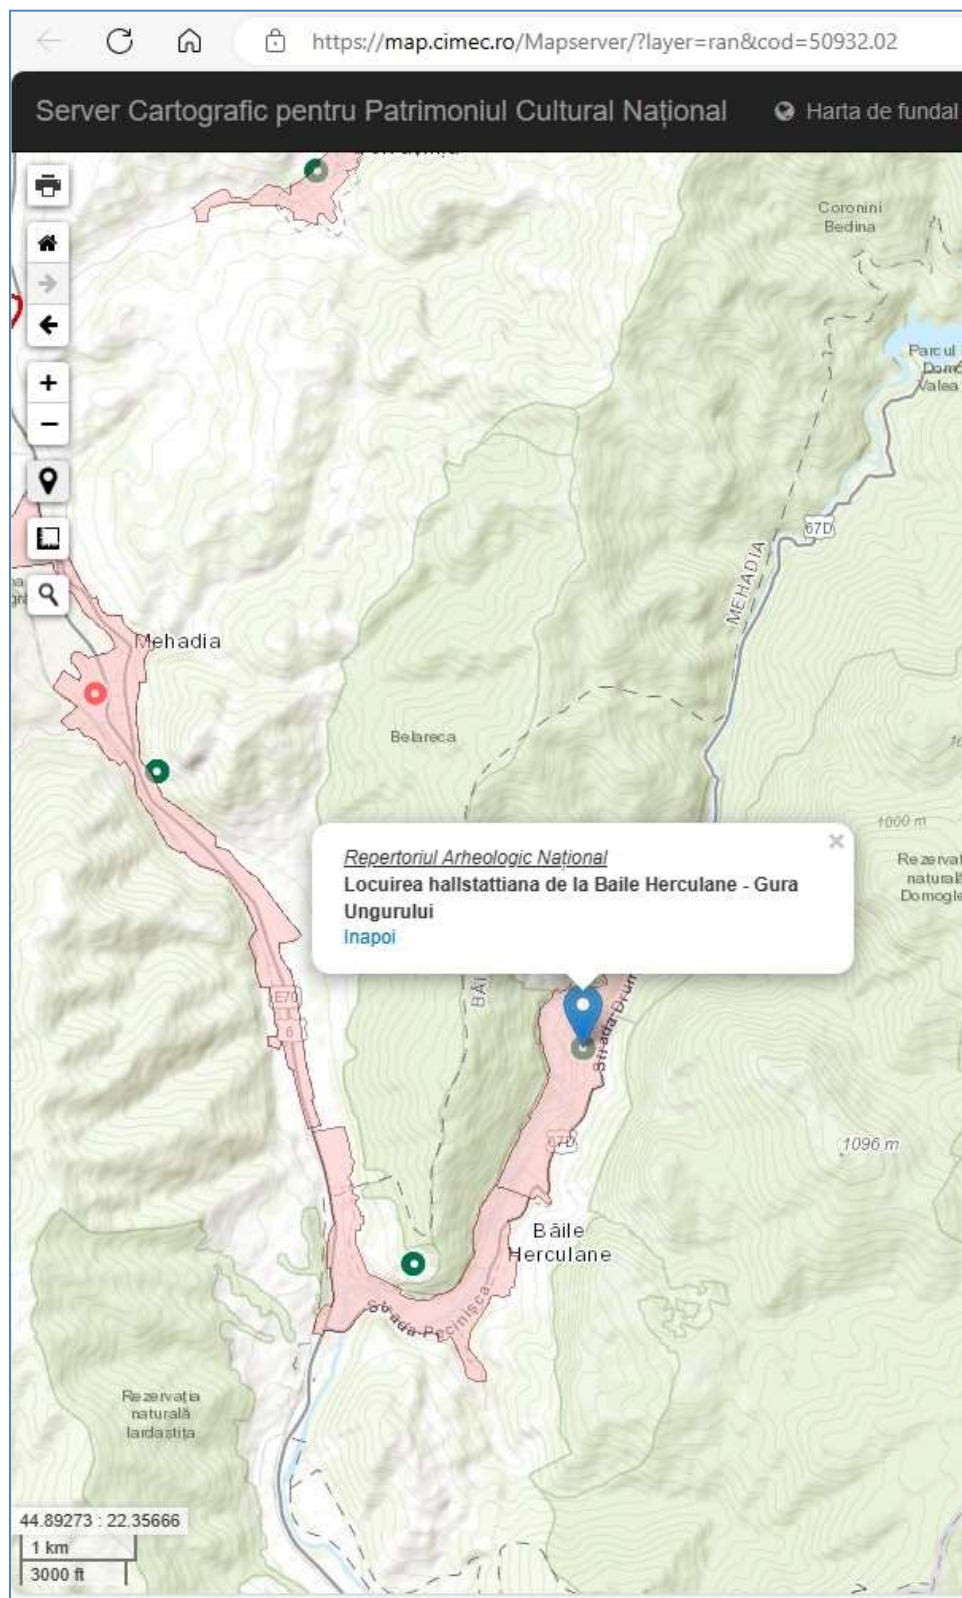 https://map.cimec.ro/Mapserver/?layer=ran&cod=50932.02
Server Cartografic pentru Patrimoniul Cultural Național
Harta de fundal
Coronini
Bedina
Parcul
Valea
67D
MEHADIA
Mehadia
Belareca
1000 m
Repertoriul Arheologic Național
Locuirea hallstattiana de la Baile Herculane - Gura
Ungurului
Inapoi
×
E70
6
Strada Drum
67D
1096 m
Băile
Herculane
Strada Pecinișca
Rezervația
naturală
Iardaștița
44.89273 : 22.35666
1 km
3000 ft